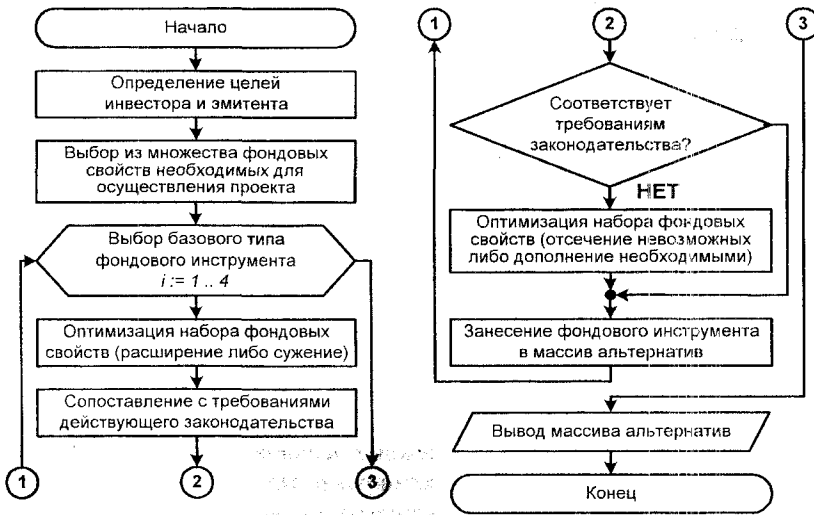 Начало
Определение целей
инвестора и эмитента
Выбор из множества фондовых
свойств необходимых для
осуществления проекта
Выбор базового типа
фондового инструмента
i := 1 .. 4
Оптимизация набора фондовых
свойств (расширение либо сужение)
Сопоставление с требованиями
действующего законодательства
1
2
3
1
2
3
Соответствует
требованиям
законодательства?
НЕТ
Оптимизация набора фондовых
свойств (отсечение невозможных
либо дополнение необходимыми)
Занесение фондового инструмента
в массив альтернатив
Вывод массива альтернатив
Конец